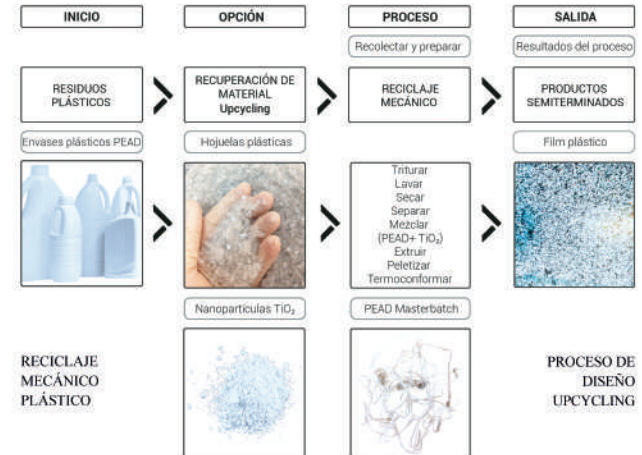 INICIO
OPCIÓN
PROCESO
SALIDA
Recolectar y preparar
Resultados del proceso
RESIDUOS
PLÁSTICOS
RECUPERACIÓN DE
MATERIAL
Upcycling
RECICLAJE
MECÁNICO
PRODUCTOS
SEMITERMINADOS
Envases plásticos PEAD
Hojuelas plásticas
Film plástico
Triturar
Lavar
Secar
Separar
Mezclar
(PEAD+ TiO₂)
Extruir
Peletizar
Termoconformar
Nanopartículas TiO₂
PEAD Masterbatch
RECICLAJE
MECÁNICO
PLÁSTICO
PROCESO DE
DISEÑO
UPCYCLING